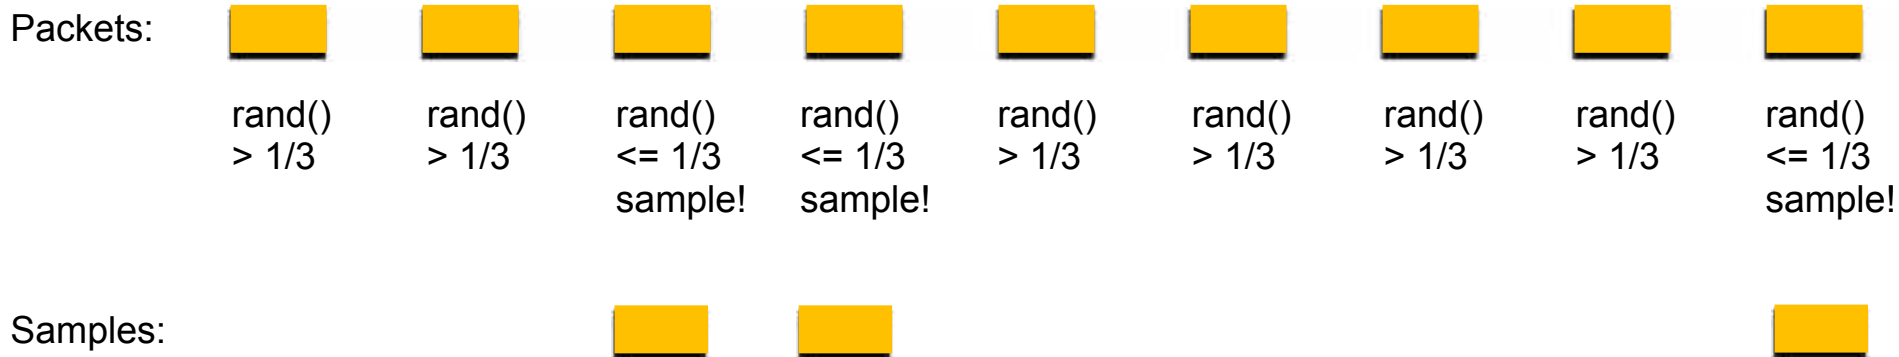 Packets:
rand() rand() rand() rand() rand() rand() rand() rand() rand()
> 1/3 > 1/3 <= 1/3 <= 1/3 > 1/3 > 1/3 > 1/3 > 1/3 <= 1/3
sample! sample! sample!
Samples: